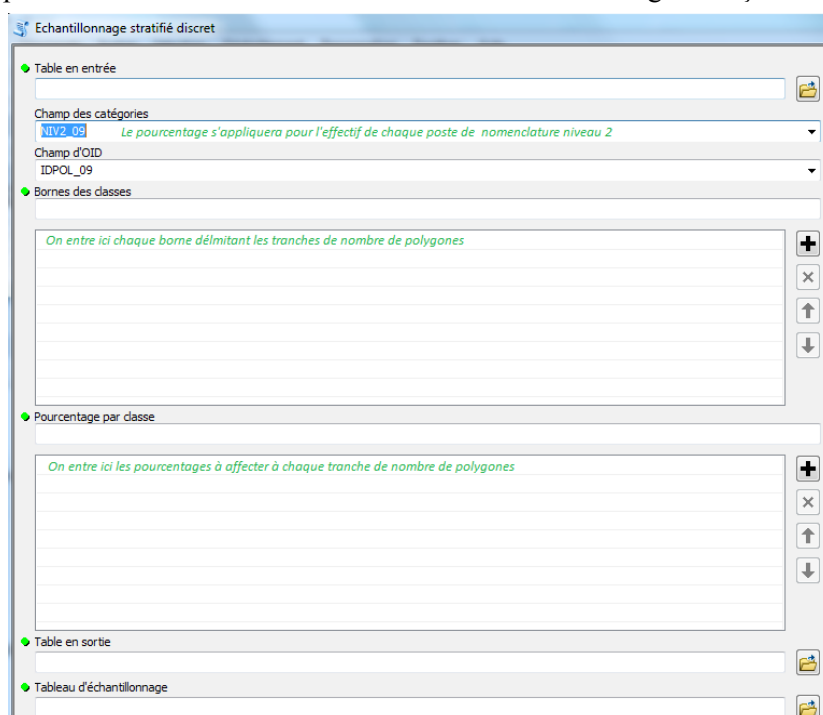 Echantillonnage stratifié discret
Table en entrée
Champ des catégories
NIV2_09 Le pourcentage s'appliquera pour l'effectif de chaque poste de nomenclature niveau 2
Champ d'OID
IDPOL_09
Bornes des classes
On entre ici chaque borne délmitant les tranches de nombre de polygones
Pourcentage par classe
On entre ici les pourcentages à affecter à chaque tranche de nombre de polygones
Table en sortie
Tableau d'échantillonnage